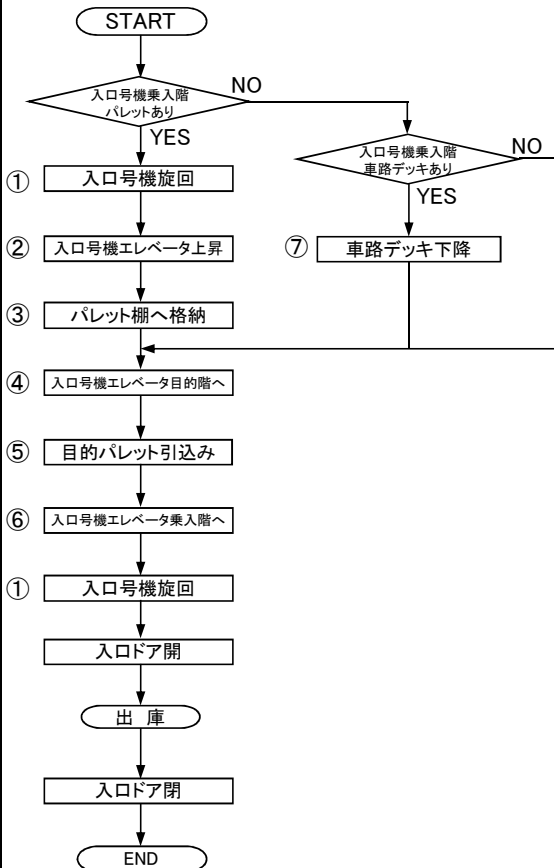 START
入口号機乗入階
パレットあり
NO
YES
入口号機乗入階
車路デッキあり
NO
YES
① 入口号機旋回
② 入口号機エレベータ上昇
⑦ 車路デッキ下降
③ パレット棚へ格納
④ 入口号機エレベータ目的階へ
⑤ 目的パレット引込み
⑥ 入口号機エレベータ乗入階へ
① 入口号機旋回
入口ドア開
出 庫
入口ドア閉
END